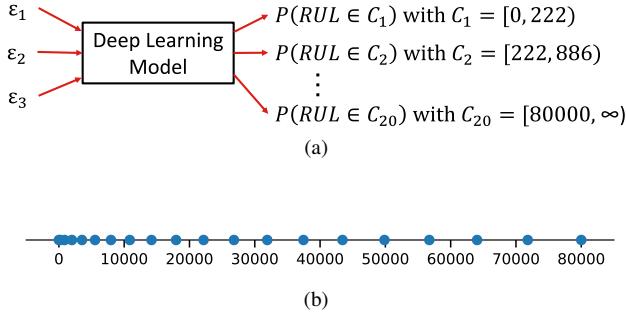 ε₁
ε₂
ε₃
Deep Learning
Model
P(RUL ∈ C₁) with C₁ = [0, 222)
P(RUL ∈ C₂) with C₂ = [222, 886)
⋮
P(RUL ∈ C₂₀) with C₂₀ = [80000, ∞)
(a)
0 10000 20000 30000 40000 50000 60000 70000 80000
(b)